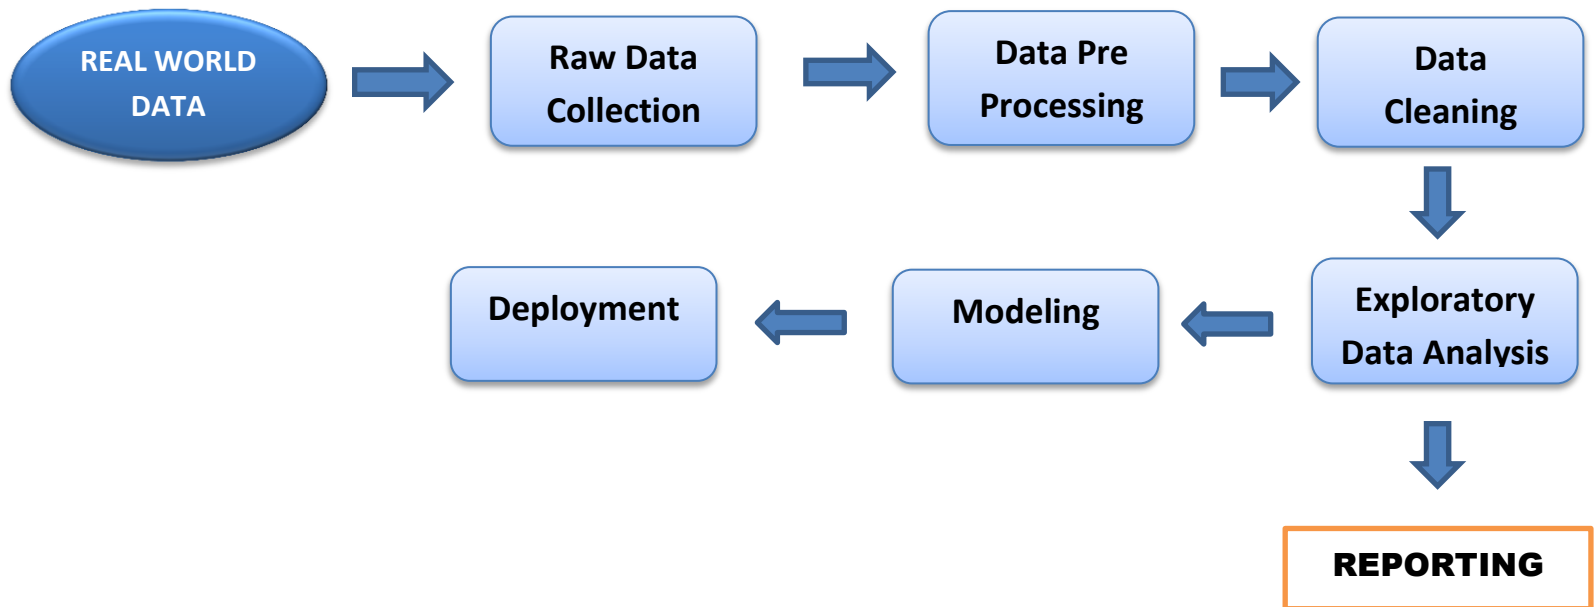 REAL WORLD
DATA
Raw Data
Collection
Data Pre
Processing
Data
Cleaning
Deployment
Modeling
Exploratory
Data Analysis
REPORTING